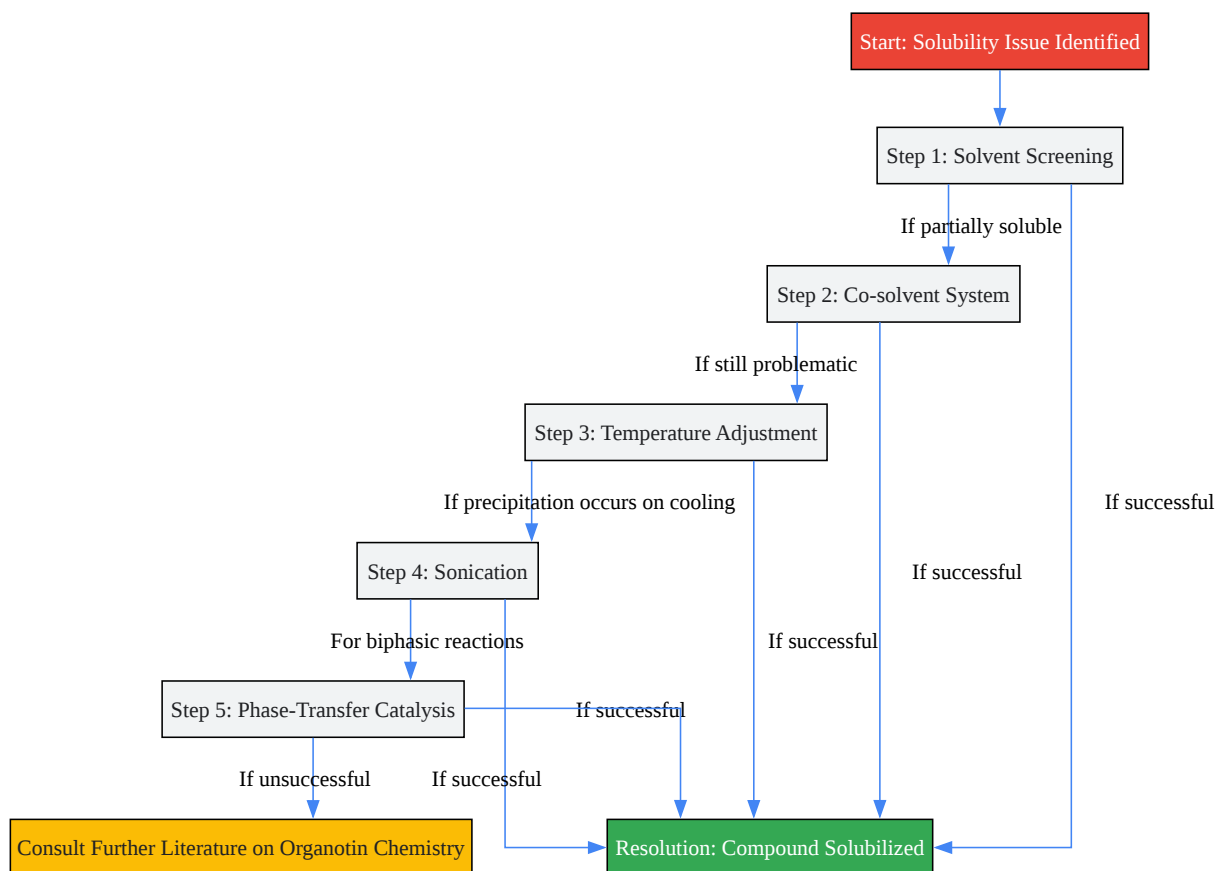 Start: Solubility Issue Identified
Step 1: Solvent Screening
If partially soluble
Step 2: Co-solvent System
If still problematic
Step 3: Temperature Adjustment
If precipitation occurs on cooling
If successful
Step 4: Sonication
If successful
For biphasic reactions
If successful
Step 5: Phase-Transfer Catalysis
If successful
If unsuccessful
If successful
Consult Further Literature on Organotin Chemistry
Resolution: Compound Solubilized